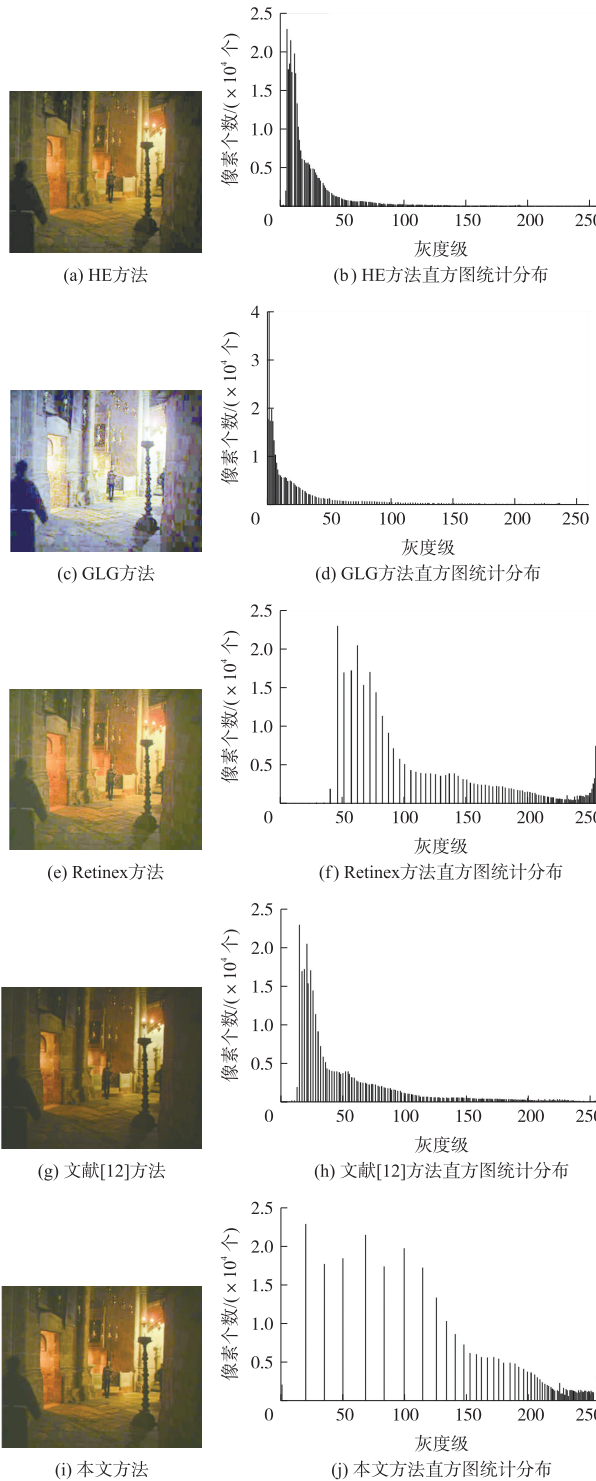 2.5
2.0
1.5
1.0
0.5
像素个数/(×10⁴个)
50 100 150 200 250
灰度级
(a) HE方法 (b) HE方法直方图统计分布
4
3
2
1
像素个数/(×10⁴个)
0 50 100 150 200 250
灰度级
(c) GLG方法 (d) GLG方法直方图统计分布
2.5
2.0
1.5
1.0
0.5
像素个数/(×10⁴个)
0 50 100 150 200 250
灰度级
(e) Retinex方法 (f) Retinex方法直方图统计分布
2.5
2.0
1.5
1.0
0.5
像素个数/(×10⁴个)
0 50 100 150 200 250
灰度级
(g) 文献[12]方法 (h) 文献[12]方法直方图统计分布
2.5
2.0
1.5
1.0
0.5
像素个数/(×10⁴个)
0 50 100 150 200 250
灰度级
(i) 本文方法 (j) 本文方法直方图统计分布